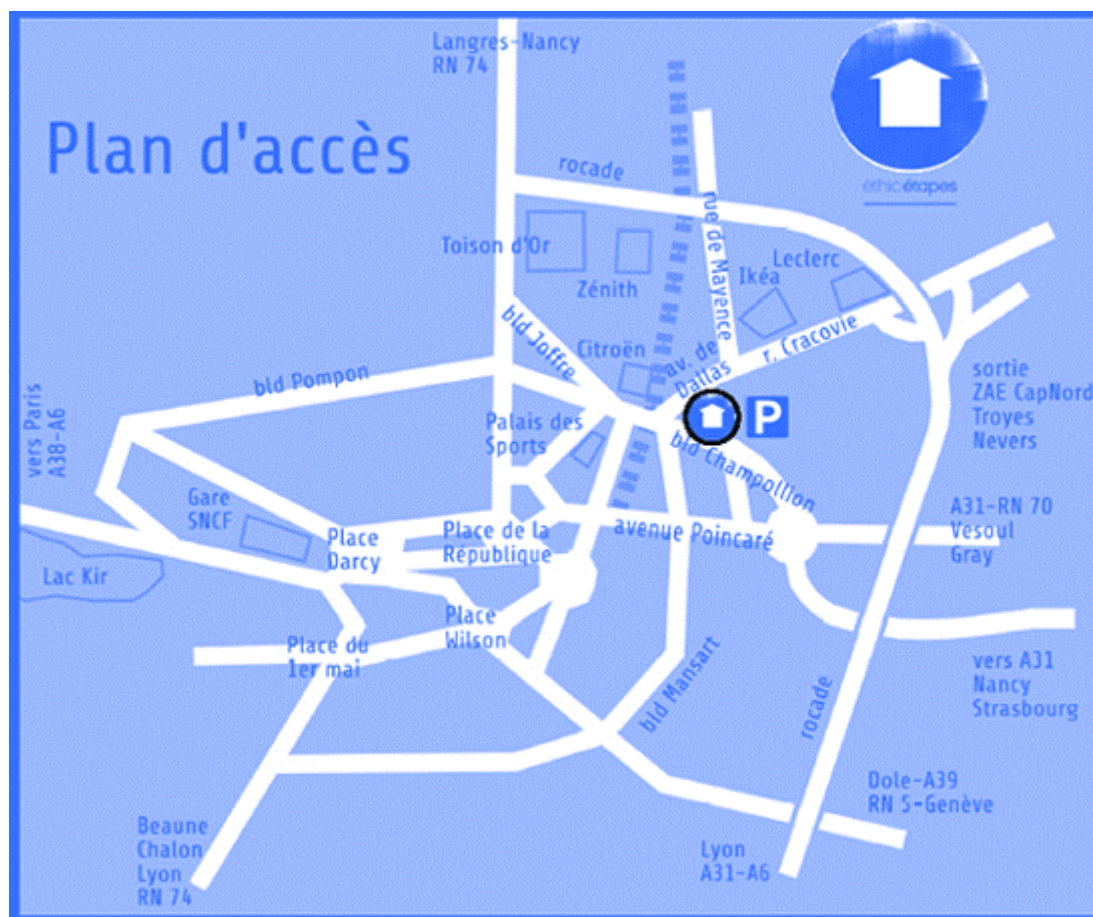 Langres-Nancy
RN 74
Plan d'accès
ethic étapes
rocade
rue de Mayence
Toison d'Or
Zénith
Ikéa
Leclerc
bld Joffre
Citroën
av. de
Dallas
r. Cracovie
bld Pompon
vers Paris
A38-A6
Palais des
Sports
P
bld Champollion
sortie
ZAE CapNord
Troyes
Nevers
Gare
SNCF
Lac Kir
Place
Darcy
Place de la
République
avenue Poincaré
A31-RN 70
Vesoul
Gray
Place
Wilson
Place du
1er mai
bld Mansart
rocade
vers A31
Nancy
Strasbourg
Dole-A39
RN 5-Genève
Beaune
Chalon
Lyon
RN 74
Lyon
A31-A6